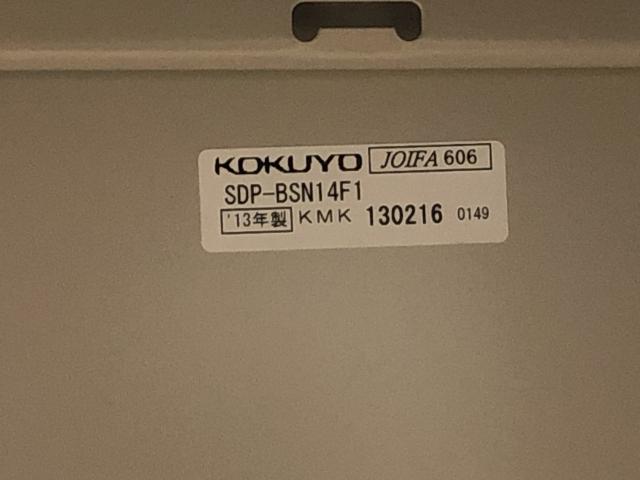 KOKUYO JOIFA 606
SDP-BSN14F1
'13年製 KMK 130216 0149